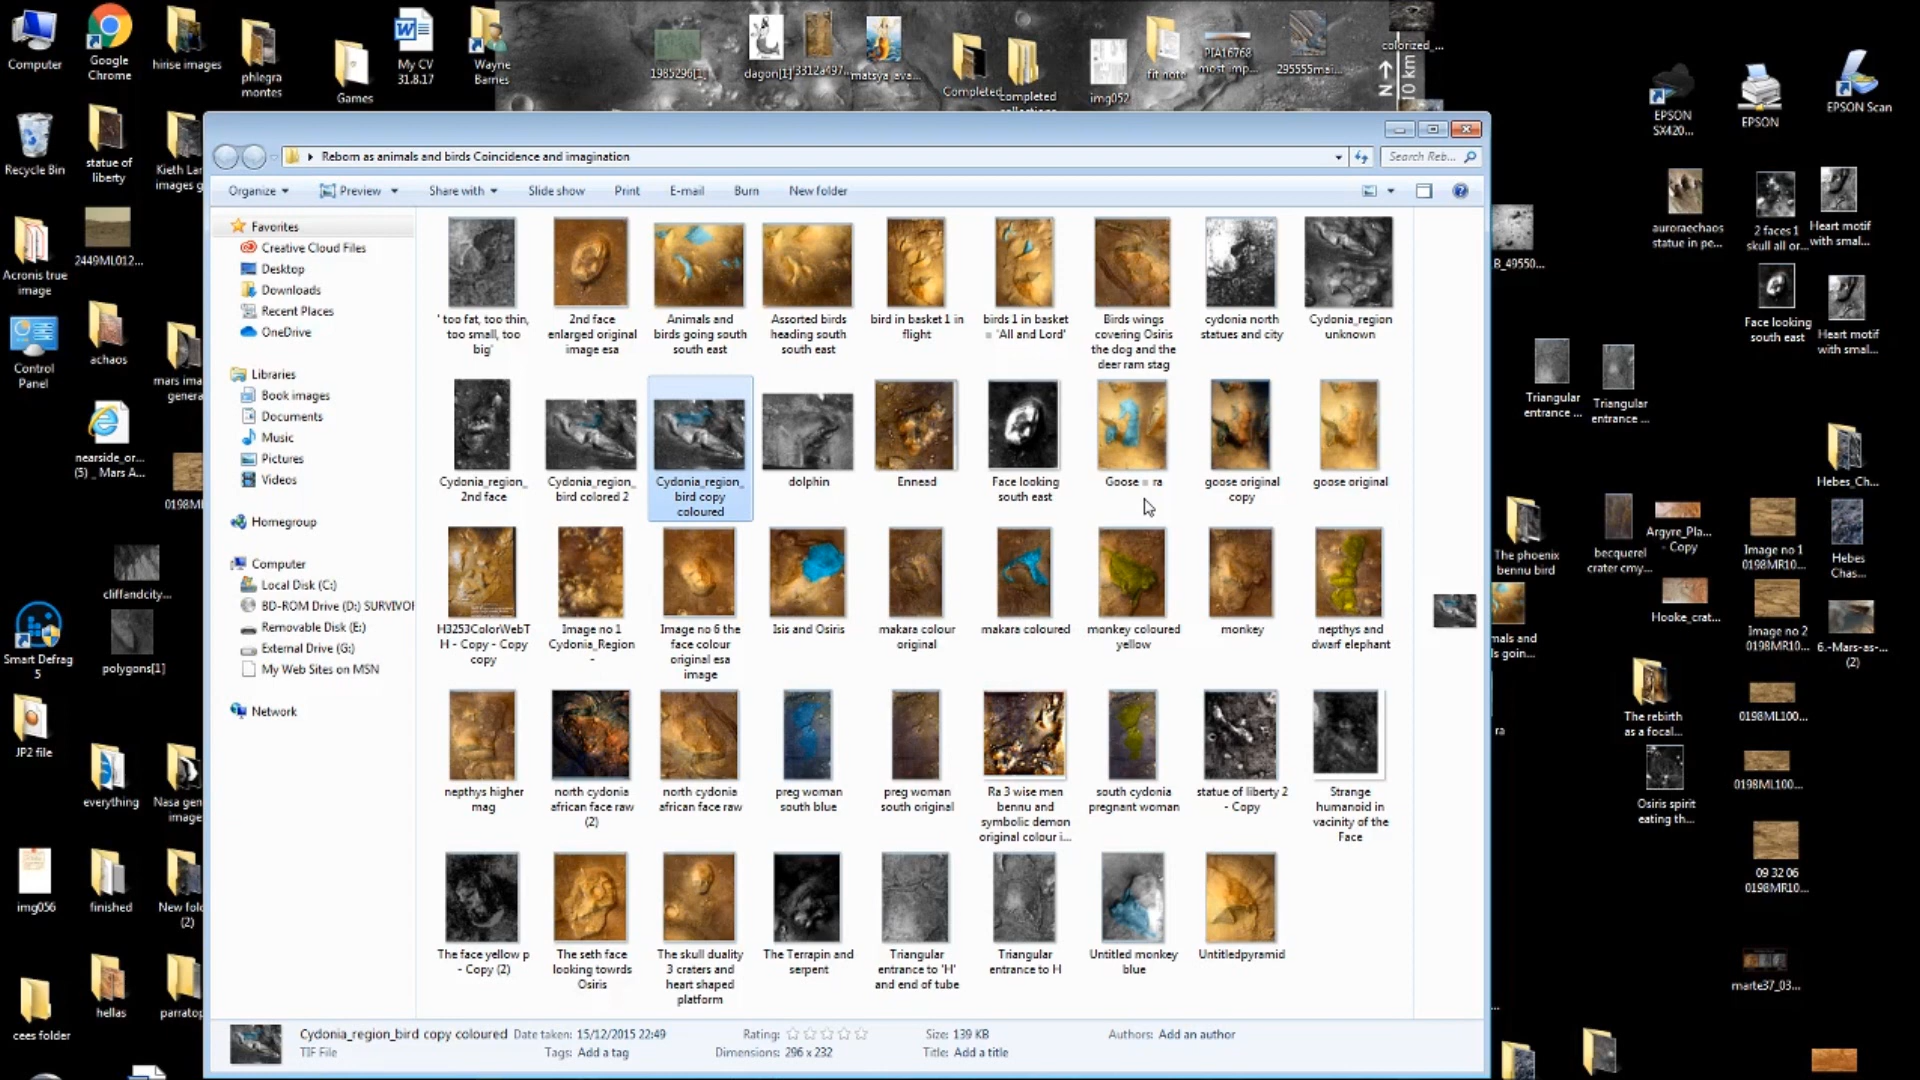 Computer
Google
Chrome
hirise images
phlegra
montes
Games
My CV
31.8.17
Wayne
Barnes
1985296[1]
dagon[1]
3312a497...
matsya_ava...
Completed
completed
img052
fit note
PIA16768
most imp...
295555mai...
colorized_...
N
10 km
EPSON
SX420...
EPSON
EPSON Scan
Recycle Bin
statue of
liberty
Kieth Lar
images g
Reborn as animals and birds Coincidence and imagination
Search Reb...
Organize
Preview
Share with
Slide show
Print
E-mail
Burn
New folder
Favorites
Creative Cloud Files
Desktop
Downloads
Recent Places
OneDrive
Libraries
Book images
Documents
Music
Pictures
Videos
Homegroup
Computer
Local Disk (C:)
BD-ROM Drive (D:) SURVIVOR
Removable Disk (E:)
External Drive (G:)
My Web Sites on MSN
Network
' too fat, too thin,
too small, too
big'
2nd face
enlarged original
image esa
Animals and
birds going south
south east
Assorted birds
heading south
south east
bird in basket 1 in
flight
birds 1 in basket
= 'All and Lord'
Birds wings
covering Osiris
the dog and the
deer ram stag
cydonia north
statues and city
Cydonia_region
unknown
Cydonia_region_
2nd face
Cydonia_region_
bird colored 2
Cydonia_region_
bird copy
coloured
dolphin
Ennead
Face looking
south east
Goose = ra
goose original
copy
goose original
H3253ColorWebT
H - Copy - Copy
copy
Image no 1
Cydonia_Region
-
Image no 6 the
face colour
original esa
image
Isis and Osiris
makara colour
original
makara coloured
monkey coloured
yellow
monkey
nepthys and
dwarf elephant
nepthys higher
mag
north cydonia
african face raw
(2)
north cydonia
african face raw
preg woman
south blue
preg woman
south original
Ra 3 wise men
bennu and
symbolic demon
original colour i...
south cydonia
pregnant woman
statue of liberty 2
- Copy
Strange
humanoid in
vacinity of the
Face
The face yellow p
- Copy (2)
The seth face
looking towrds
Osiris
The skull duality
3 craters and
heart shaped
platform
The Terrapin and
serpent
Triangular
entrance to 'H'
and end of tube
Triangular
entrance to H
Untitled monkey
blue
Untitledpyramid
Cydonia_region_bird copy coloured
TIF File
Date taken: 15/12/2015 22:49
Tags: Add a tag
Rating:
Dimensions: 296 x 232
Size: 139 KB
Title: Add a title
Authors: Add an author
Acronis true
image
2449ML012...
Control
Panel
achaos
mars ima
genera
nearside_or...
(5) _ Mars A...
0198M
cliffandcity...
Smart Defrag
5
polygons[1]
JP2 file
everything
Nasa gen
image
img056
finished
New fol
(2)
cees folder
hellas
parratop
auroraechaos
statue in pe...
2 faces 1
skull all or...
Heart motif
with smal...
B_49550...
Face looking
south east
Heart motif
with smal...
Triangular
entrance ...
Triangular
entrance ...
Hebes_Ch...
The phoenix
bennu bird
becquerel
crater cmy...
Argyre_Pla...
- Copy
Image no 1
0198MR10...
Hebes
Chas...
mals and
ls goin...
Hooke_crat...
Image no 2
0198MR10...
6.-Mars-as-...
(2)
The rebirth
as a focal...
0198ML100...
ra
Osiris spirit
eating th...
0198ML100...
09 32 06
0198MR10...
marte37_03...